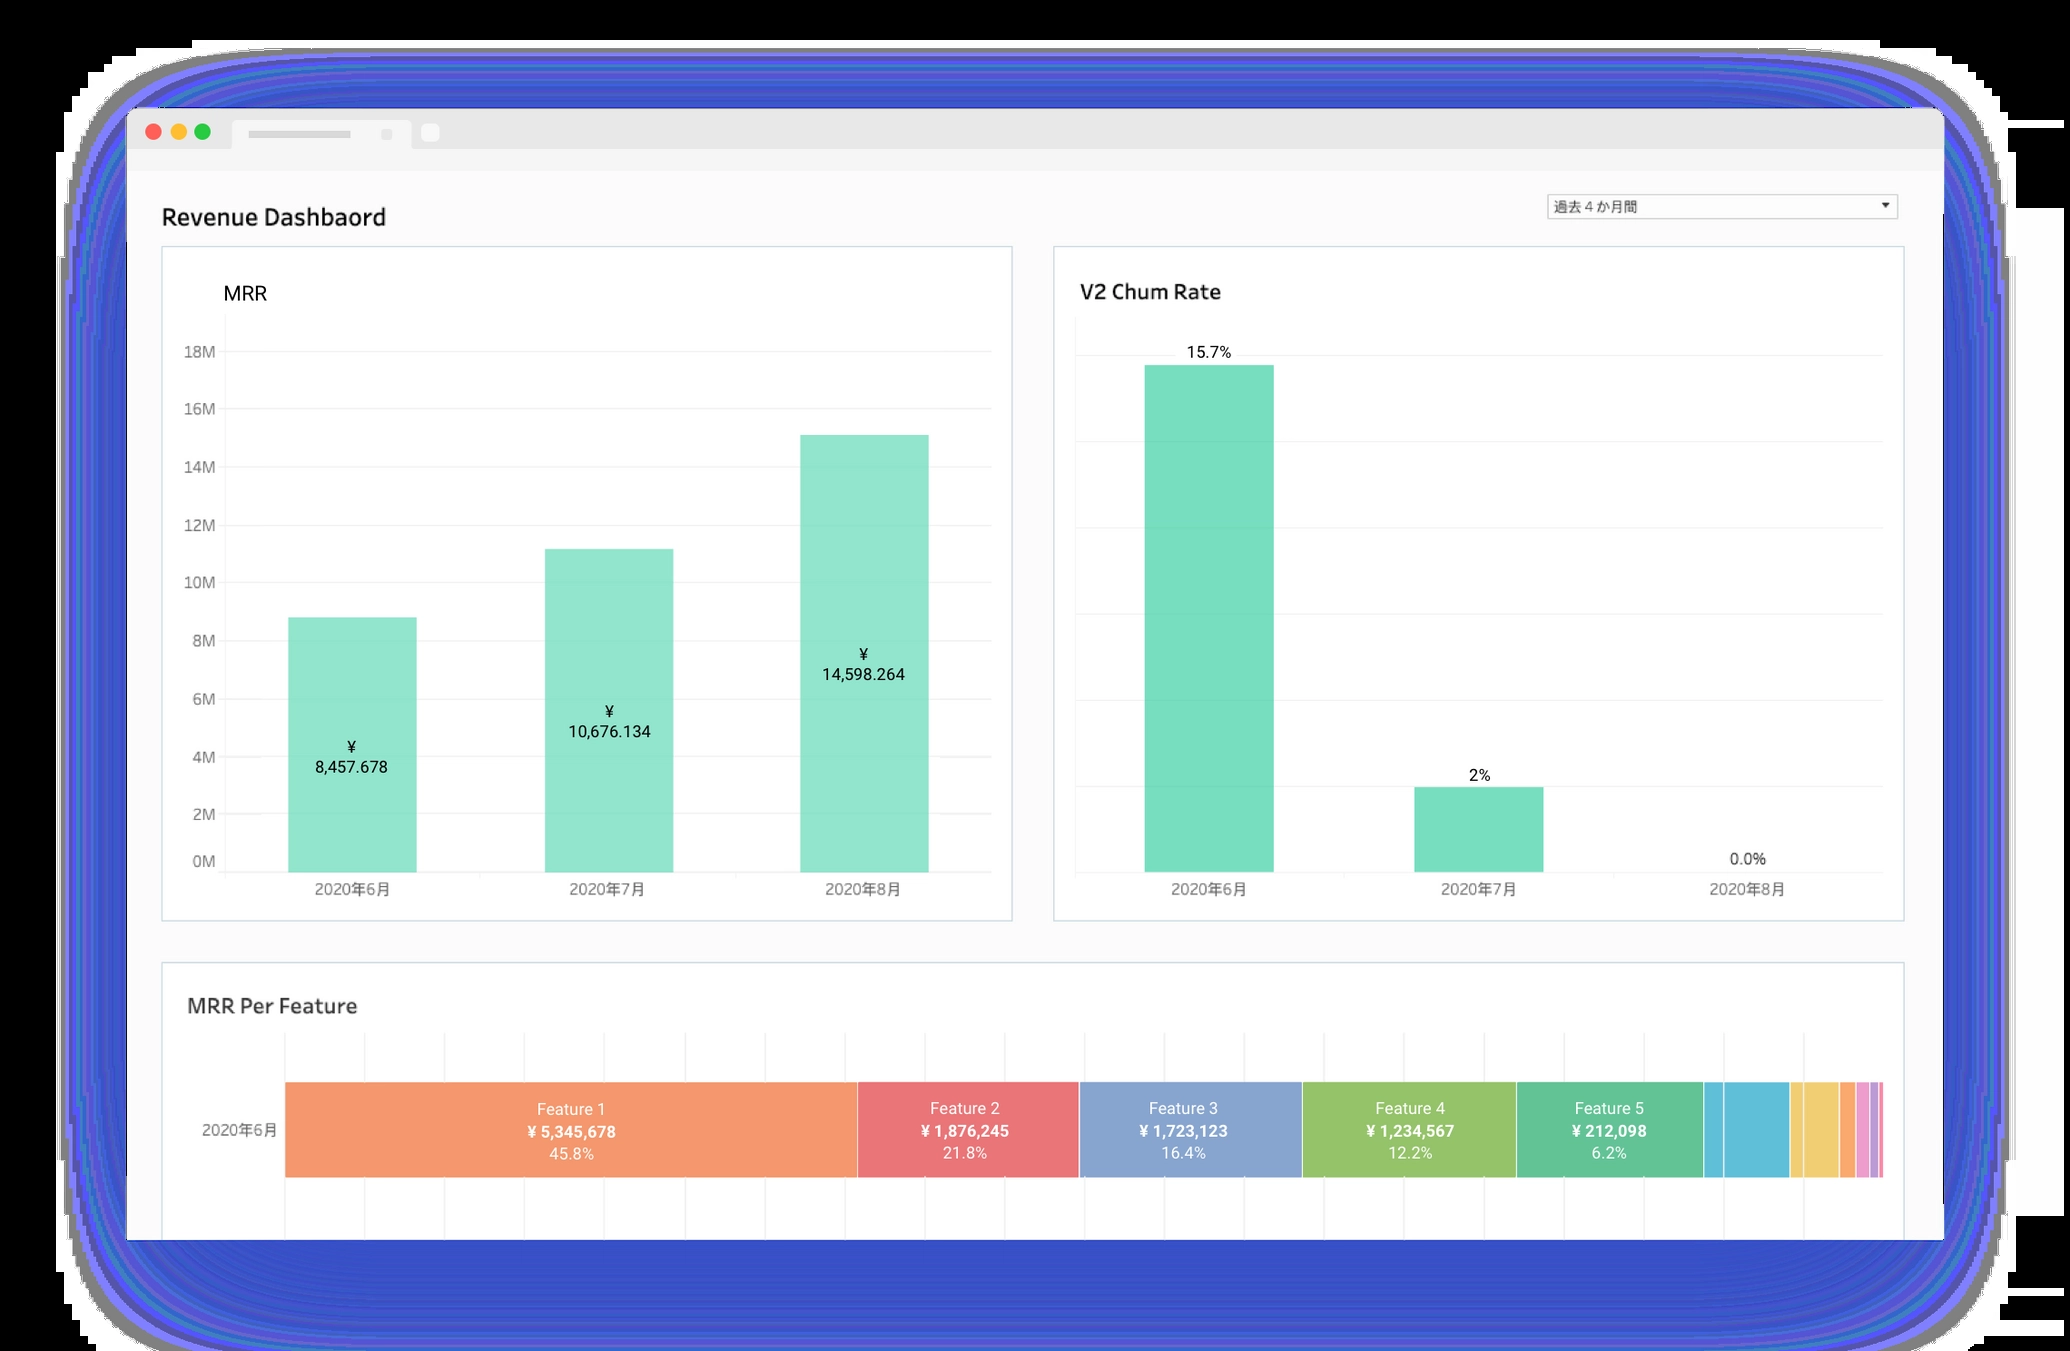 Revenue Dashbaord
過去４か月間
MRR
18M
16M
14M
12M
10M
8M
6M
4M
2M
0M
¥
8,457.678
¥
10,676.134
¥
14,598.264
2020年6月
2020年7月
2020年8月
V2 Chum Rate
15.7%
2%
0.0%
2020年6月
2020年7月
2020年8月
MRR Per Feature
2020年6月
Feature 1
¥ 5,345,678
45.8%
Feature 2
¥ 1,876,245
21.8%
Feature 3
¥ 1,723,123
16.4%
Feature 4
¥ 1,234,567
12.2%
Feature 5
¥ 212,098
6.2%